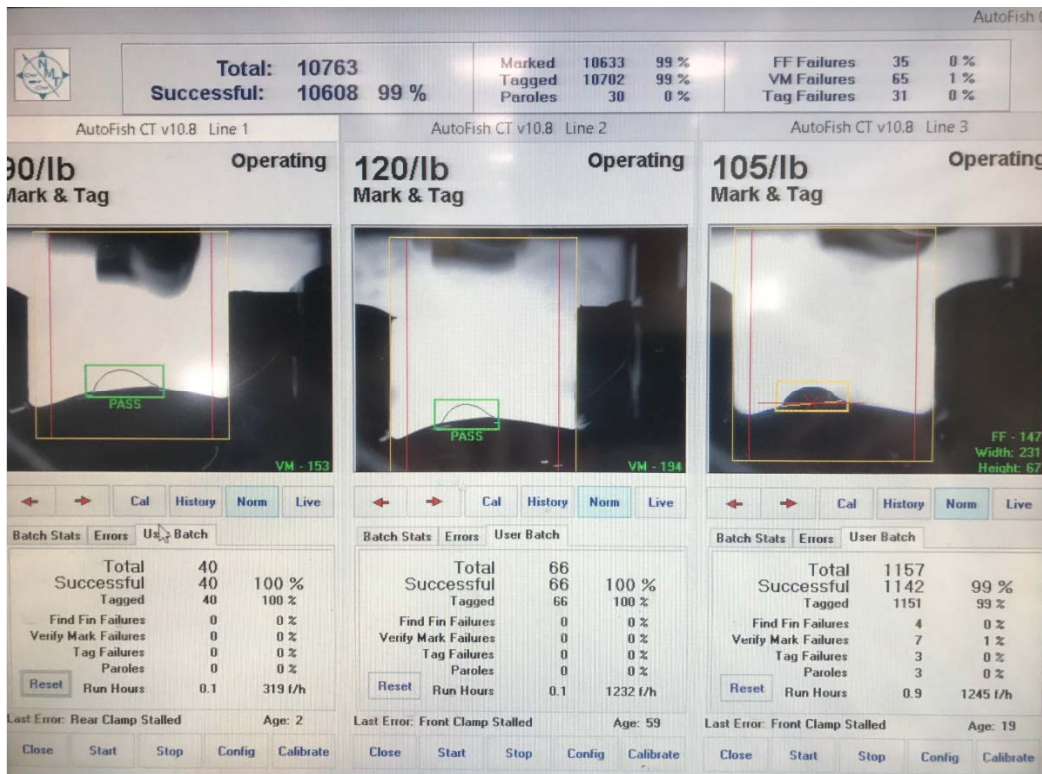 AutoFish
NMT
Total: 10763
Successful: 10608 99 %
Marked 10633 99 %
Tagged 10702 99 %
Paroles 30 0 %
FF Failures 35 0 %
VM Failures 65 1 %
Tag Failures 31 0 %
AutoFish CT v10.8 Line 1
90/lb
Operating
Mark & Tag
PASS
VM - 153
Cal History Norm Live
Batch Stats Errors User Batch
Total 40
Successful 40 100 %
Tagged 40 100 %
Find Fin Failures 0 0 %
Verify Mark Failures 0 0 %
Tag Failures 0 0 %
Paroles 0 0 %
Reset Run Hours 0.1 319 f/h
Last Error: Rear Clamp Stalled Age: 2
Close Start Stop Config Calibrate
AutoFish CT v10.8 Line 2
120/lb
Operating
Mark & Tag
PASS
VM - 194
Cal History Norm Live
Batch Stats Errors User Batch
Total 66
Successful 66 100 %
Tagged 66 100 %
Find Fin Failures 0 0 %
Verify Mark Failures 0 0 %
Tag Failures 0 0 %
Paroles 0 0 %
Reset Run Hours 0.1 1232 f/h
Last Error: Front Clamp Stalled Age: 59
Close Start Stop Config Calibrate
AutoFish CT v10.8 Line 3
105/lb
Operating
Mark & Tag
FF - 147
Width: 231
Height: 67
Cal History Norm Live
Batch Stats Errors User Batch
Total 1157
Successful 1142 99 %
Tagged 1151 99 %
Find Fin Failures 4 0 %
Verify Mark Failures 7 1 %
Tag Failures 3 0 %
Paroles 3 0 %
Reset Run Hours 0.9 1245 f/h
Last Error: Front Clamp Stalled Age: 19
Close Start Stop Config Calibrate